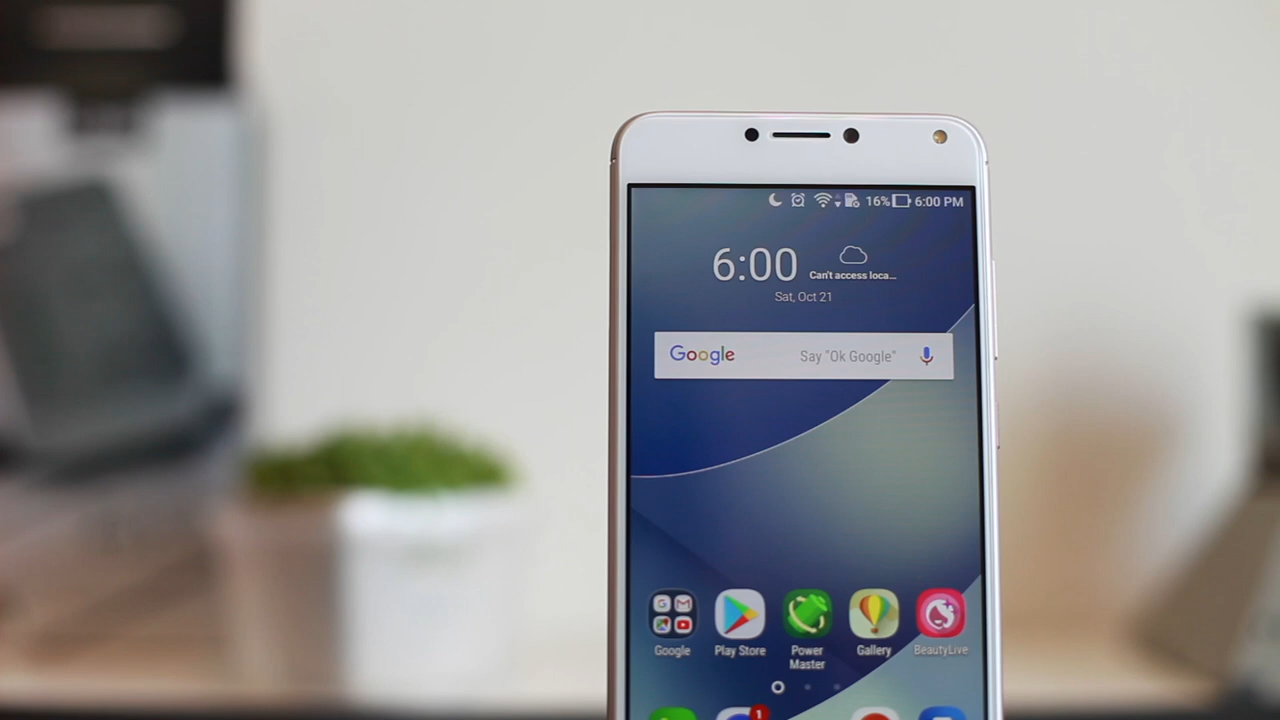 16% 6:00 PM
6:00
Can't access loca...
Sat, Oct 21
Google Say "Ok Google"
Google Play Store Power Master Gallery BeautyLive
1